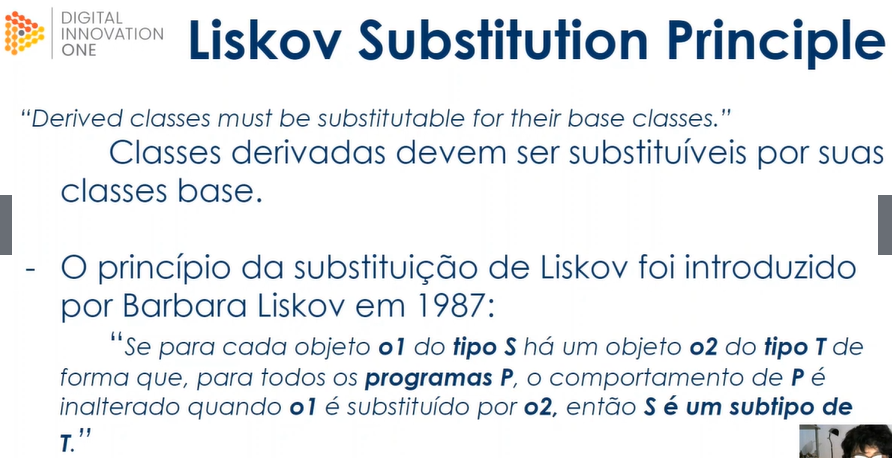 DIGITAL
INNOVATION
ONE
Liskov Substitution Principle
“Derived classes must be substitutable for their base classes.”
Classes derivadas devem ser substituíveis por suas
classes base.
- O princípio da substituição de Liskov foi introduzido
por Barbara Liskov em 1987:
“Se para cada objeto o1 do tipo S há um objeto o2 do tipo T de
forma que, para todos os programas P, o comportamento de P é
inalterado quando o1 é substituído por o2, então S é um subtipo de
T.”